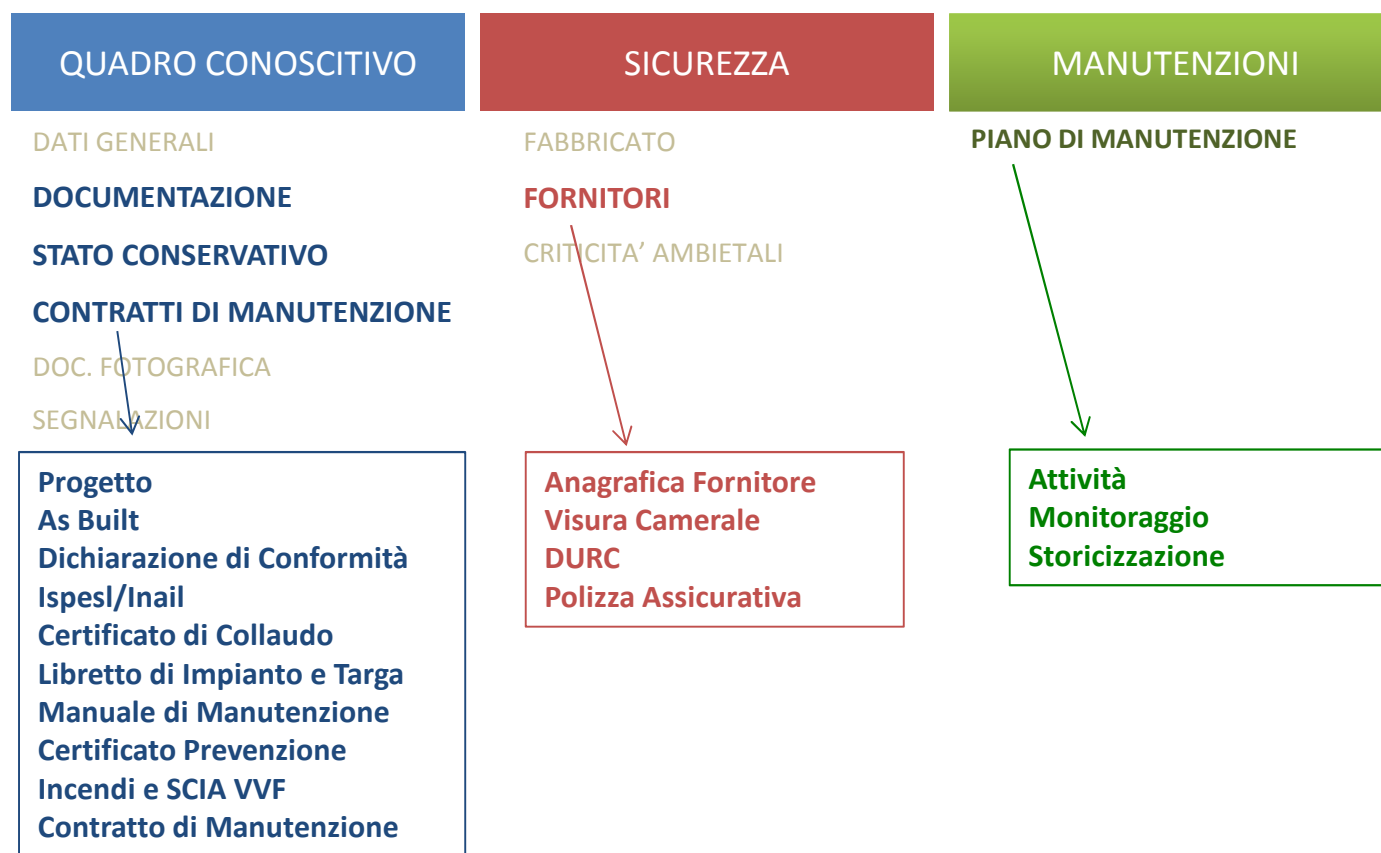 QUADRO CONOSCITIVO
DATI GENERALI
DOCUMENTAZIONE
STATO CONSERVATIVO
CONTRATTI DI MANUTENZIONE
DOC. FOTOGRAFICA
SEGNALAZIONI
Progetto
As Built
Dichiarazione di Conformità
Ispesl/Inail
Certificato di Collaudo
Libretto di Impianto e Targa
Manuale di Manutenzione
Certificato Prevenzione
Incendi e SCIA VVF
Contratto di Manutenzione
SICUREZZA
FABBRICATO
FORNITORI
CRITICITA’ AMBIETALI
Anagrafica Fornitore
Visura Camerale
DURC
Polizza Assicurativa
MANUTENZIONI
PIANO DI MANUTENZIONE
Attività
Monitoraggio
Storicizzazione